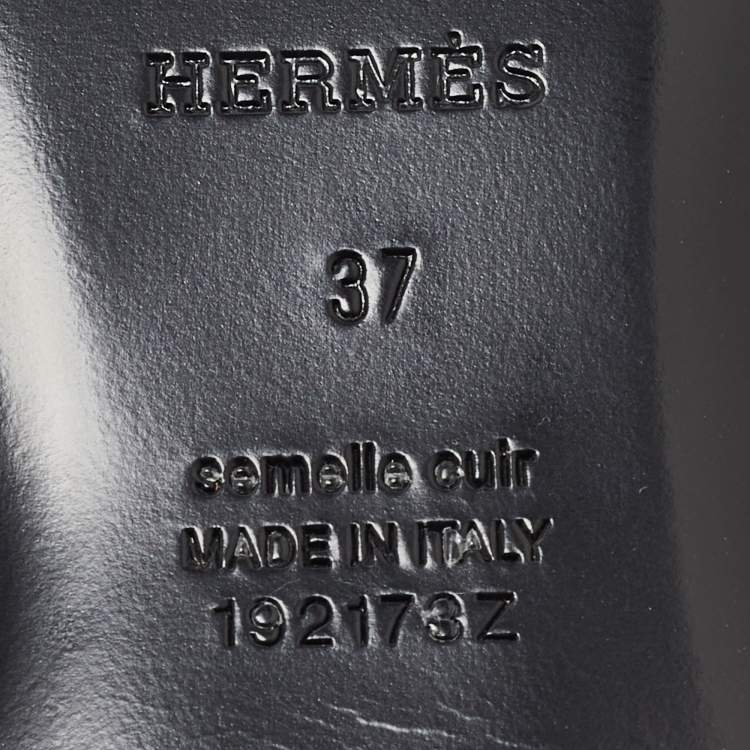 HERMÈS
37
semelle cuir
MADE IN ITALY
192173Z